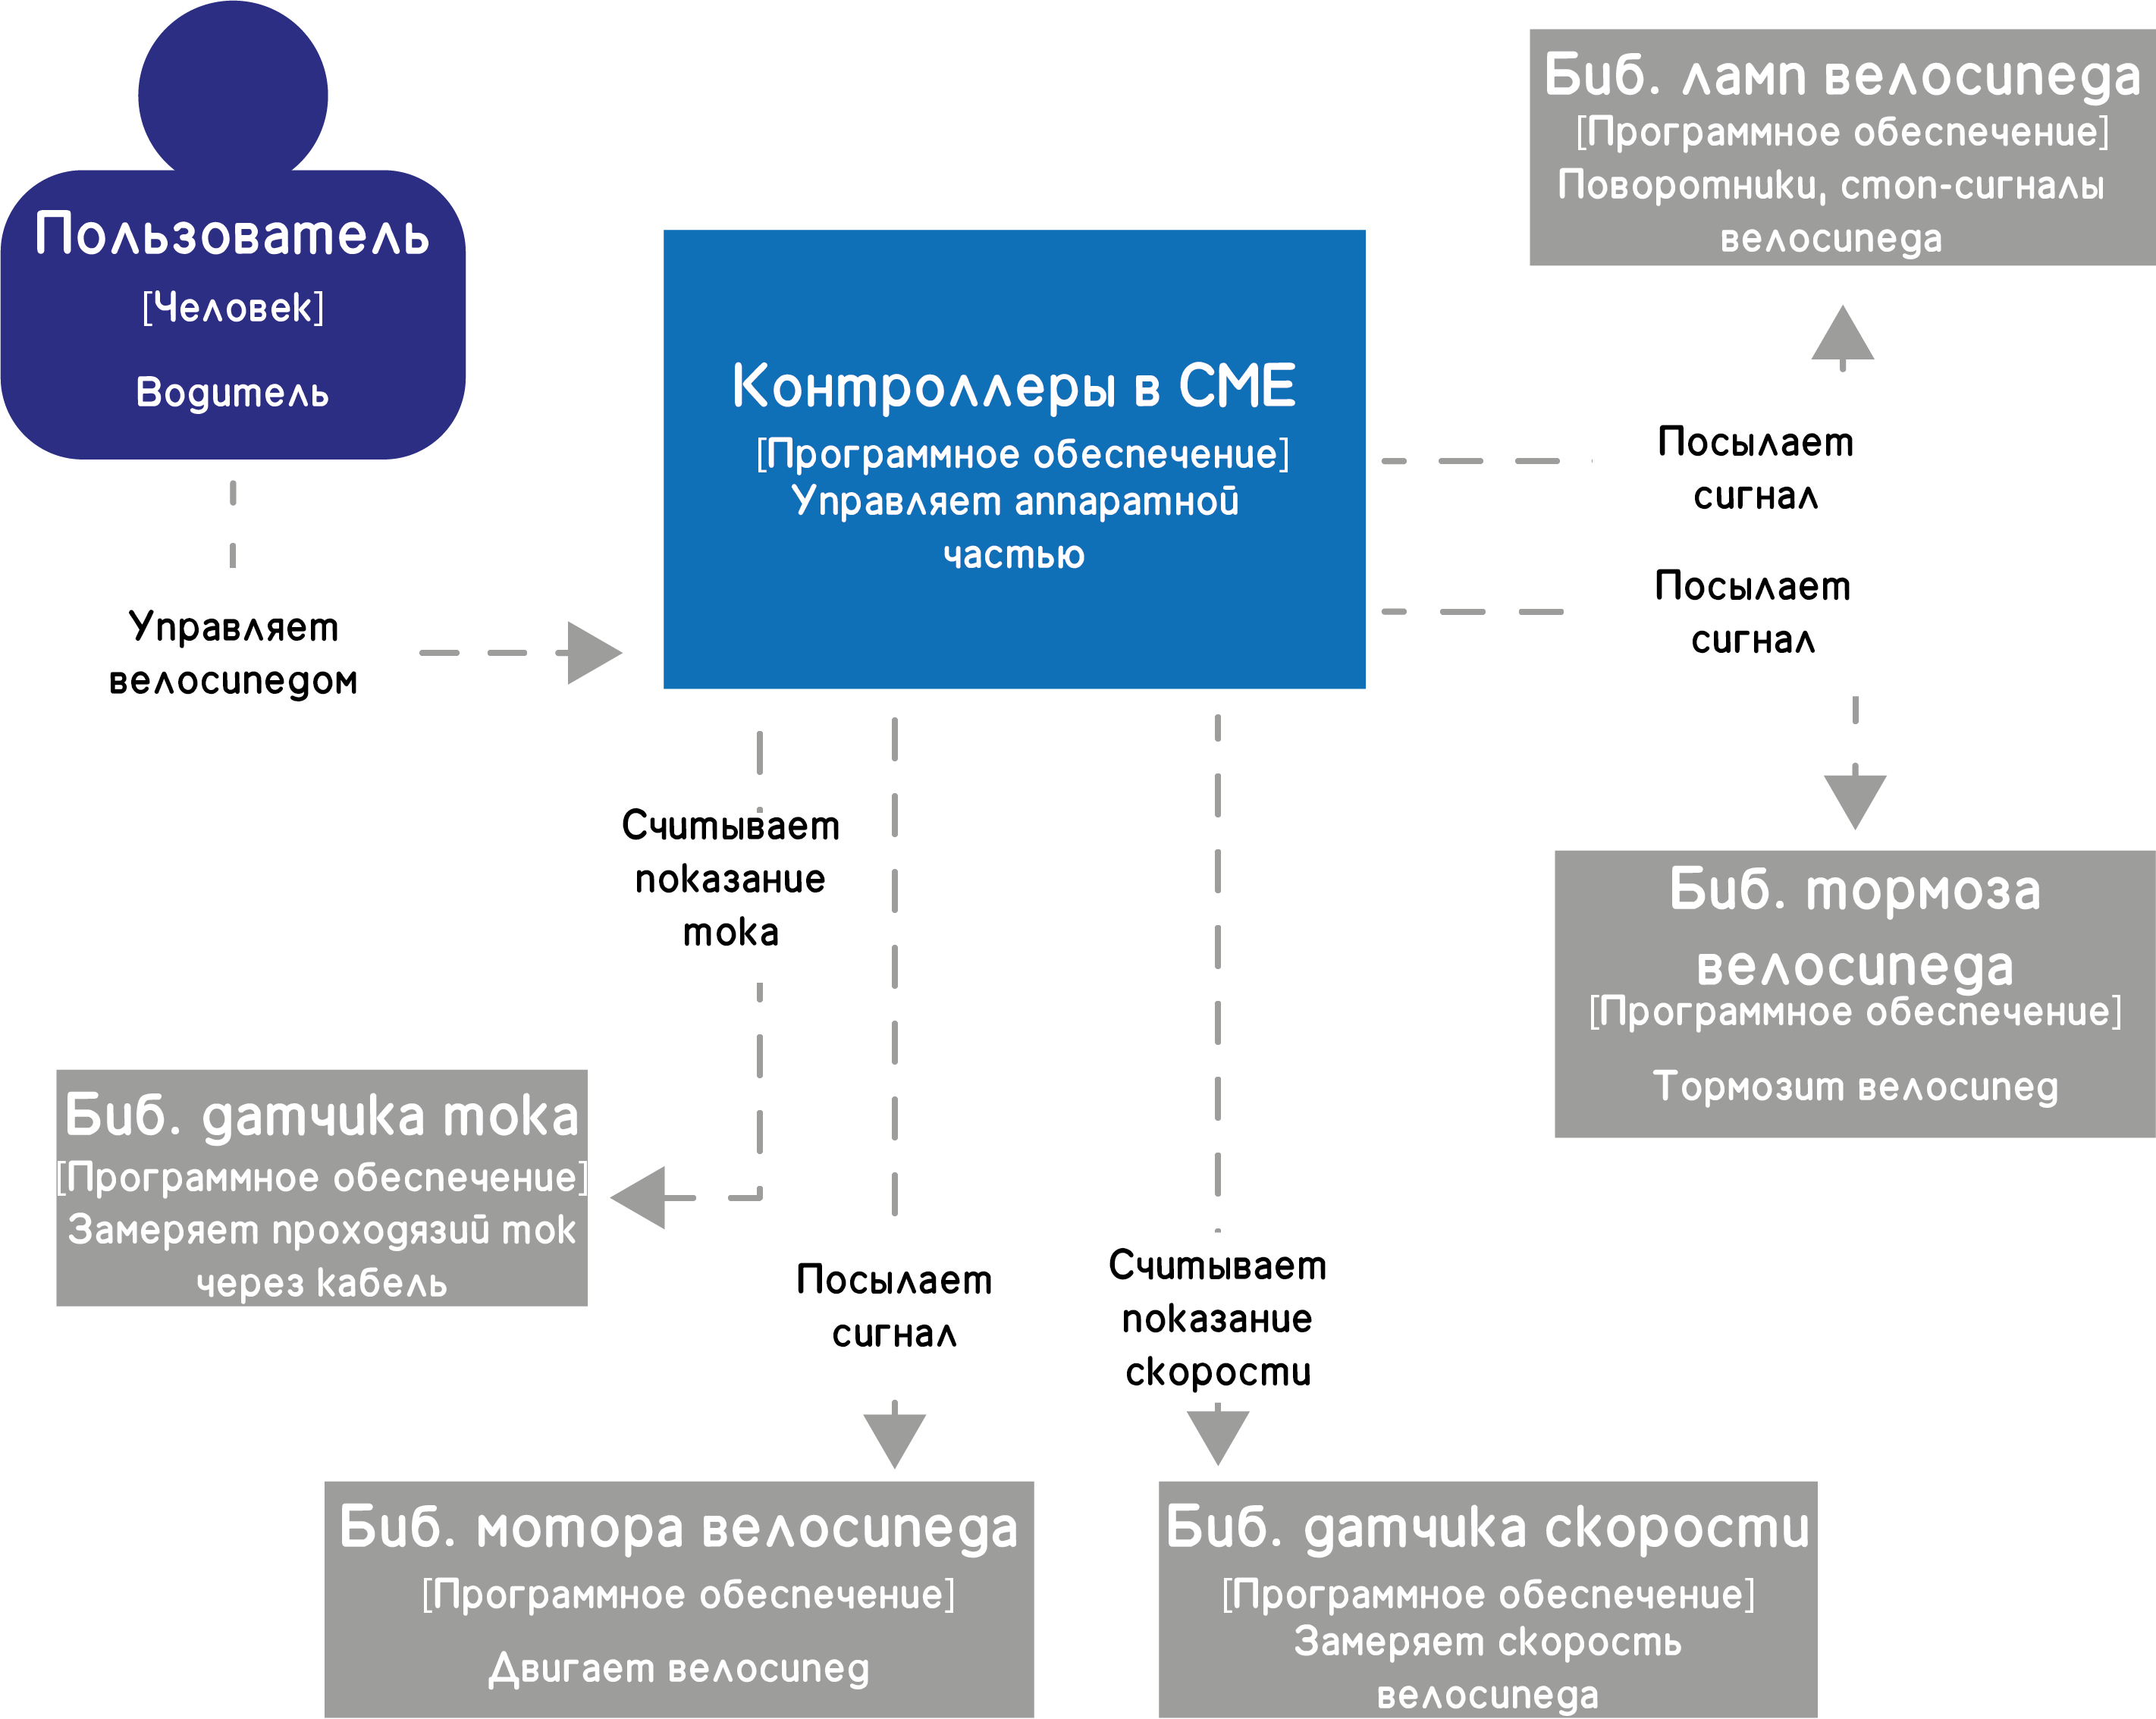 Пользователь
[Человек]
Водитель
Управляет
велосипедом
Контроллеры в CME
[Программное обеспечение]
Управляет аппаратной
частью
Биб. ламп велосипеда
[Программное обеспечение]
Поворотники, стоп-сигналы
велосипеда
Посылает
сигнал
Посылает
сигнал
Биб. тормоза
велосипеда
[Программное обеспечение]
Тормозит велосипед
Считывает
показание
тока
Биб. датчика тока
[Программное обеспечение]
Замеряет проходязий ток
через кабель
Посылает
сигнал
Считывает
показание
скорости
Биб. мотора велосипеда
[Программное обеспечение]
Двигает велосипед
Биб. датчика скорости
[Программное обеспечение]
Замеряет скорость
велосипеда